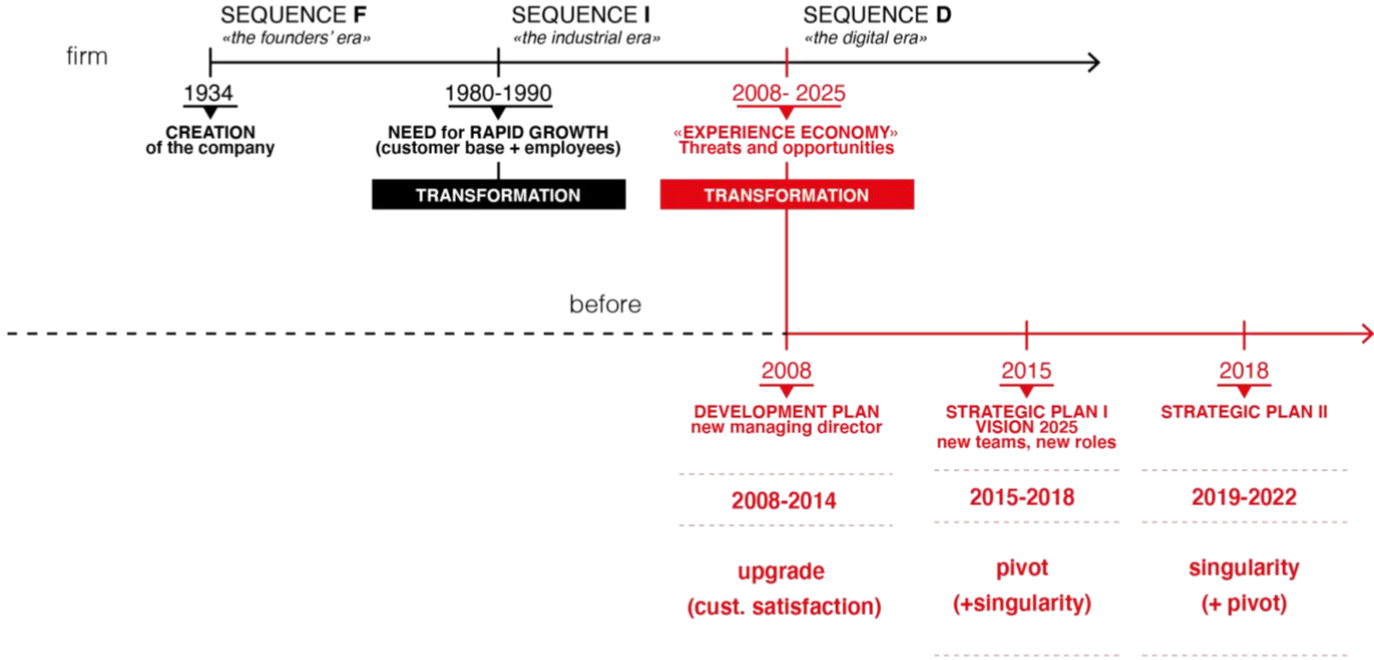 SEQUENCE F
«the founders' era»
SEQUENCE I
«the industrial era»
SEQUENCE D
«the digital era»
firm
1934
CREATION
of the company
1980-1990
NEED for RAPID GROWTH
(customer base + employees)
TRANSFORMATION
2008- 2025
«EXPERIENCE ECONOMY»
Threats and opportunities
TRANSFORMATION
before
2008
DEVELOPMENT PLAN
new managing director
2008-2014
upgrade
(cust. satisfaction)
2015
STRATEGIC PLAN I
VISION 2025
new teams, new roles
2015-2018
pivot
(+singularity)
2018
STRATEGIC PLAN II
2019-2022
singularity
(+ pivot)